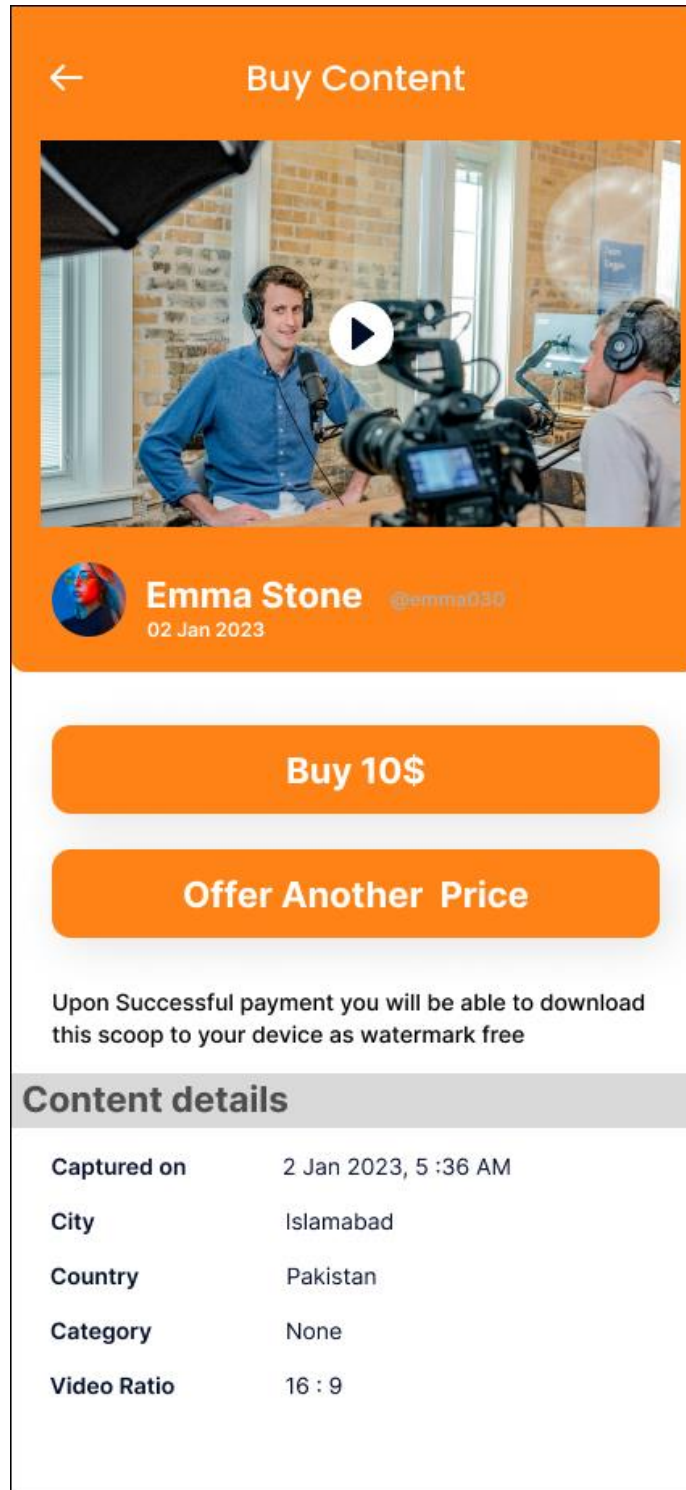 Buy Content
Emma Stone @emma030
02 Jan 2023
Buy 10$
Offer Another Price
Upon Successful payment you will be able to download
this scoop to your device as watermark free
Content details
Captured on 2 Jan 2023, 5 :36 AM
City Islamabad
Country Pakistan
Category None
Video Ratio 16 : 9